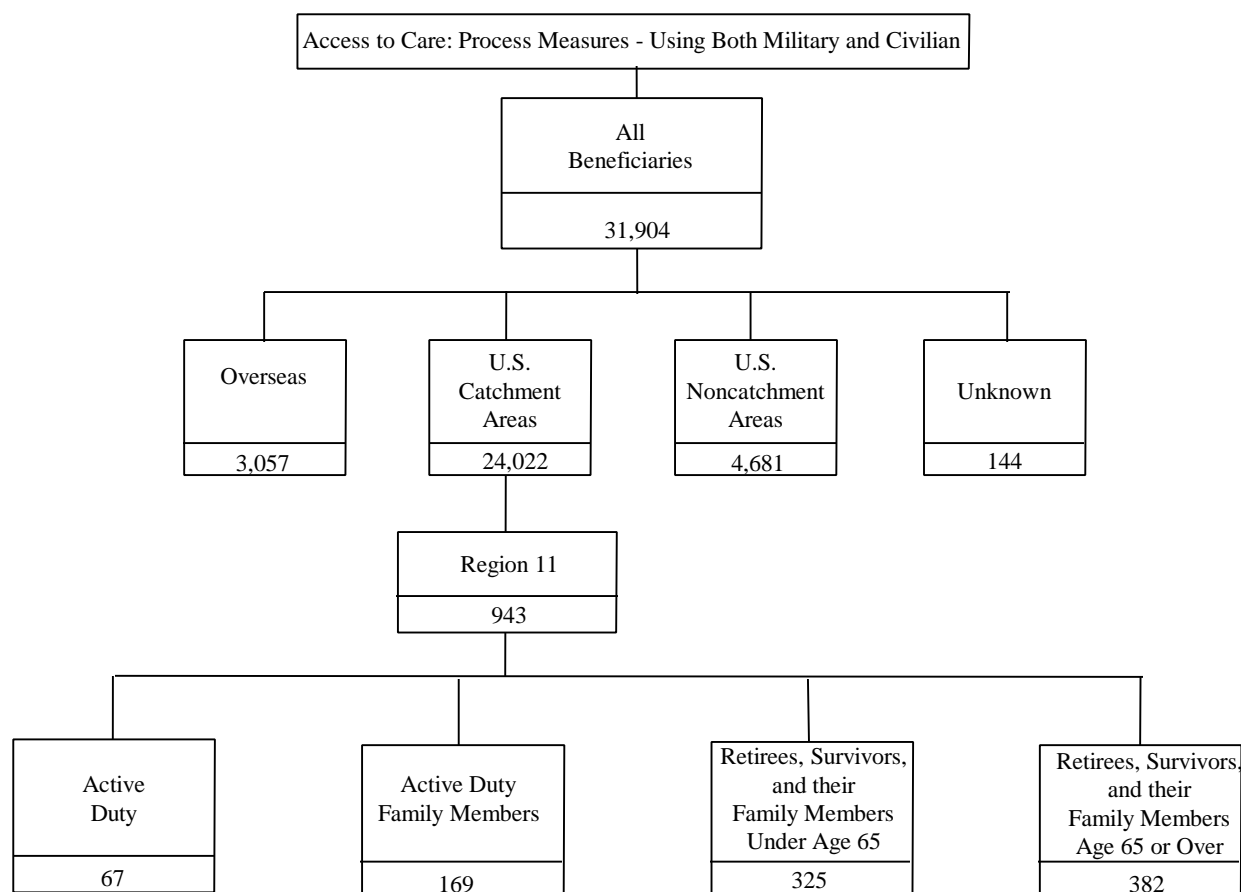 Access to Care: Process Measures - Using Both Military and Civilian
All
Beneficiaries
31,904
Overseas
3,057
U.S.
Catchment
Areas
24,022
U.S.
Noncatchment
Areas
4,681
Unknown
144
Region 11
943
Active
Duty
67
Active Duty
Family Members
169
Retirees, Survivors,
and their
Family Members
Under Age 65
325
Retirees, Survivors,
and their
Family Members
Age 65 or Over
382